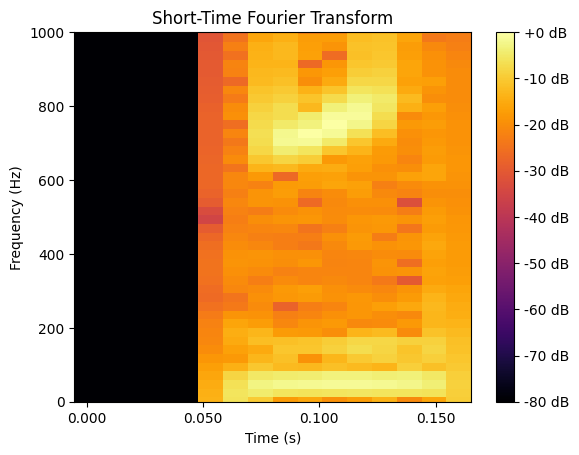 Short-Time Fourier Transform
Frequency (Hz)
1000
800
600
400
200
0
0.000
0.050
0.100
0.150
Time (s)
+0 dB
-10 dB
-20 dB
-30 dB
-40 dB
-50 dB
-60 dB
-70 dB
-80 dB